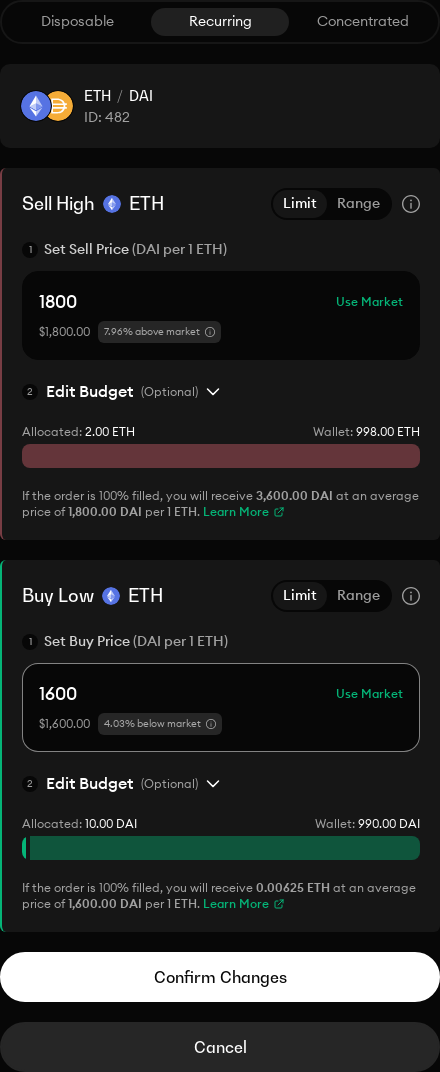 Disposable Recurring Concentrated
ETH / DAI
ID: 482
Sell High ETH Limit Range
1 Set Sell Price (DAI per 1 ETH)
1800 Use Market
$1,800.00 7.96% above market
2 Edit Budget (Optional)
Allocated: 2.00 ETH Wallet: 998.00 ETH
If the order is 100% filled, you will receive 3,600.00 DAI at an average
price of 1,800.00 DAI per 1 ETH. Learn More
Buy Low ETH Limit Range
1 Set Buy Price (DAI per 1 ETH)
1600 Use Market
$1,600.00 4.03% below market
2 Edit Budget (Optional)
Allocated: 10.00 DAI Wallet: 990.00 DAI
If the order is 100% filled, you will receive 0.00625 ETH at an average
price of 1,600.00 DAI per 1 ETH. Learn More
Confirm Changes
Cancel